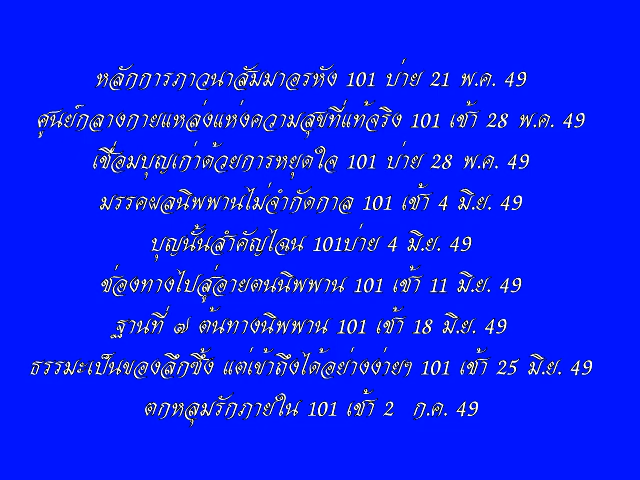 หลักการภาวนาสัมมาอรหัง 101 บ่าย 21 พ.ค. 49
ศูนย์กลางกายแหล่งแห่งความสุขที่แท้จริง 101 เช้า 28 พ.ค. 49
เชื่อมบุญเก่าด้วยการหยุดใจ 101 บ่าย 28 พ.ค. 49
มรรคผลนิพพานไม่จำกัดกาล 101 เช้า 4 มิ.ย. 49
บุญนั้นสำคัญไฉน 101บ่าย 4 มิ.ย. 49
ช่องทางไปสู่อายตนนิพพาน 101 เช้า 11 มิ.ย. 49
ฐานที่ ๗ ต้นทางนิพพาน 101 เช้า 18 มิ.ย. 49
ธรรมะเป็นของลึกซึ้ง แต่เข้าถึงได้อย่างง่ายๆ 101 เช้า 25 มิ.ย. 49
ตกหลุมรักภายใน 101 เช้า 2 ก.ค. 49